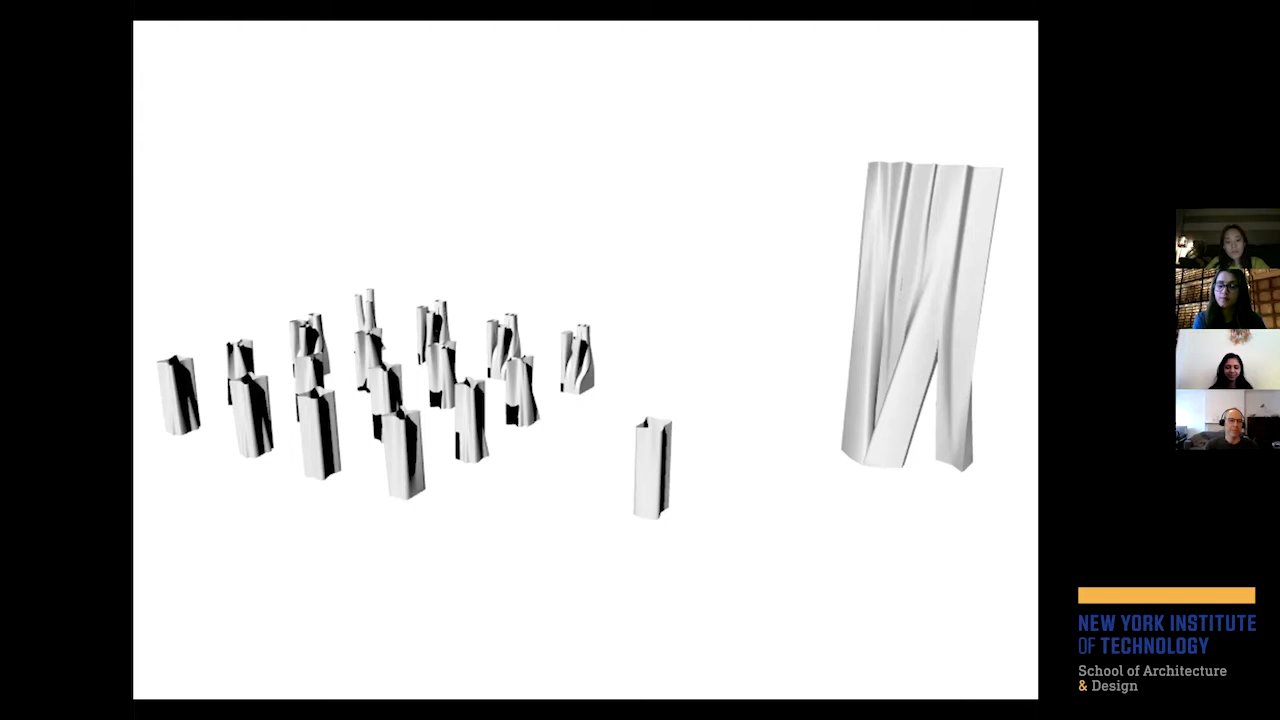 NEW YORK INSTITUTE
OF TECHNOLOGY
School of Architecture
& Design